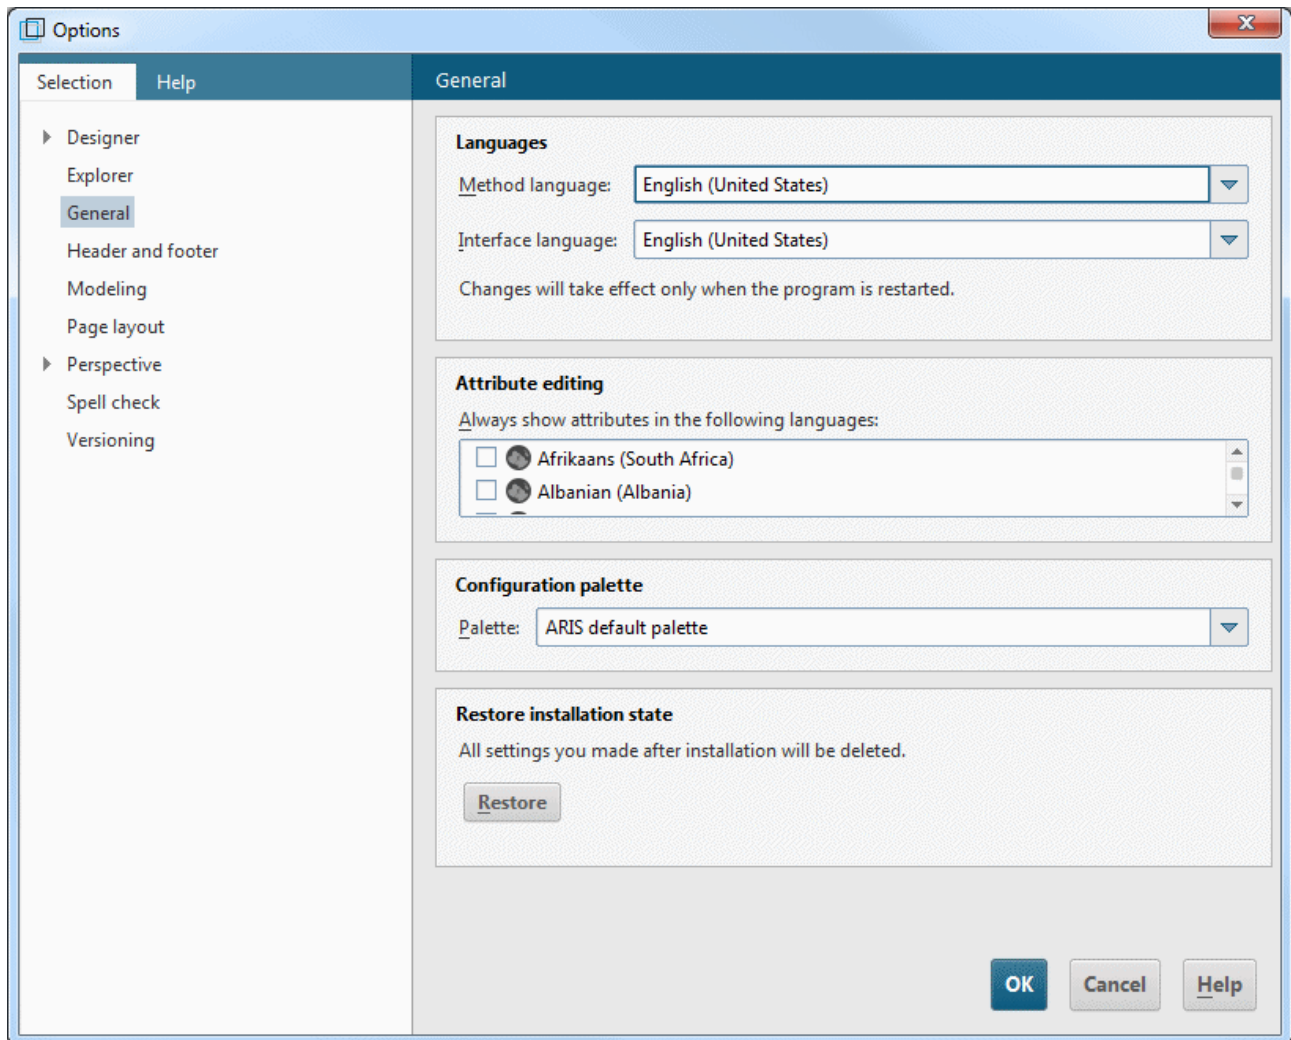 Options
Selection
Help
Designer
Explorer
General
Header and footer
Modeling
Page layout
Perspective
Spell check
Versioning
General
Languages
Method language: English (United States)
Interface language: English (United States)
Changes will take effect only when the program is restarted.
Attribute editing
Always show attributes in the following languages:
Afrikaans (South Africa)
Albanian (Albania)
Configuration palette
Palette: ARIS default palette
Restore installation state
All settings you made after installation will be deleted.
Restore
OK Cancel Help